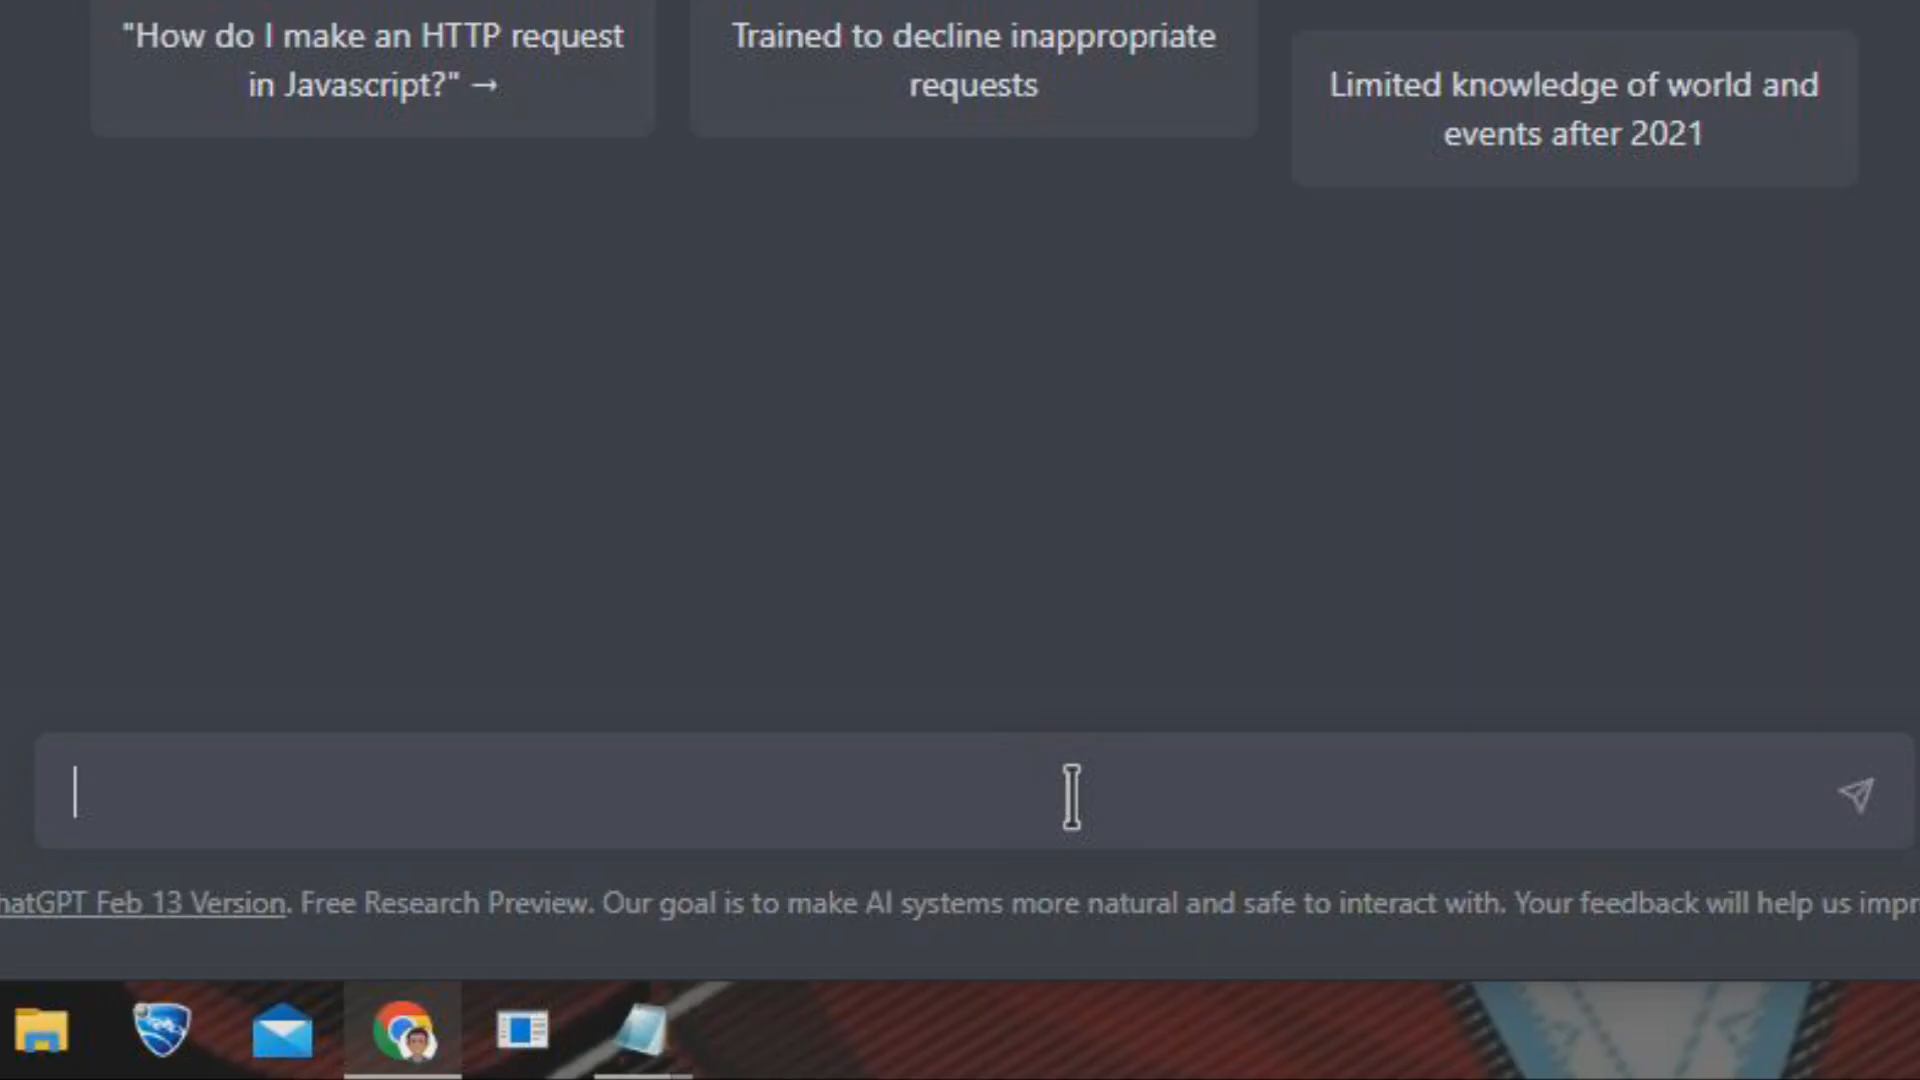 "How do I make an HTTP request
in Javascript?" →
Trained to decline inappropriate
requests
Limited knowledge of world and
events after 2021
hatGPT Feb 13 Version. Free Research Preview. Our goal is to make AI systems more natural and safe to interact with. Your feedback will help us impr